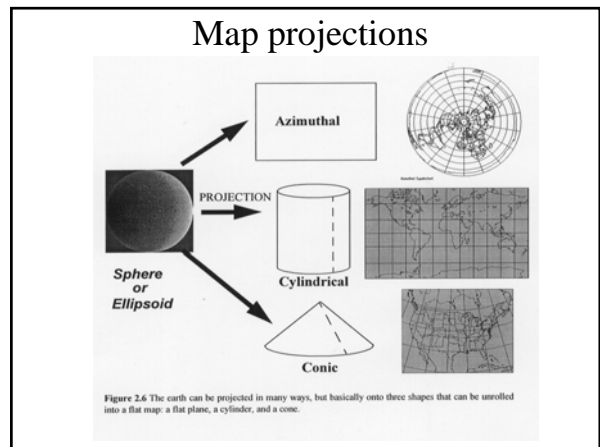 Map projections
Azimuthal
PROJECTION
Sphere
or
Ellipsoid
Cylindrical
Conic
Figure 2.6 The earth can be projected in many ways, but basically onto three shapes that can be unrolled
into a flat map: a flat plane, a cylinder, and a cone.